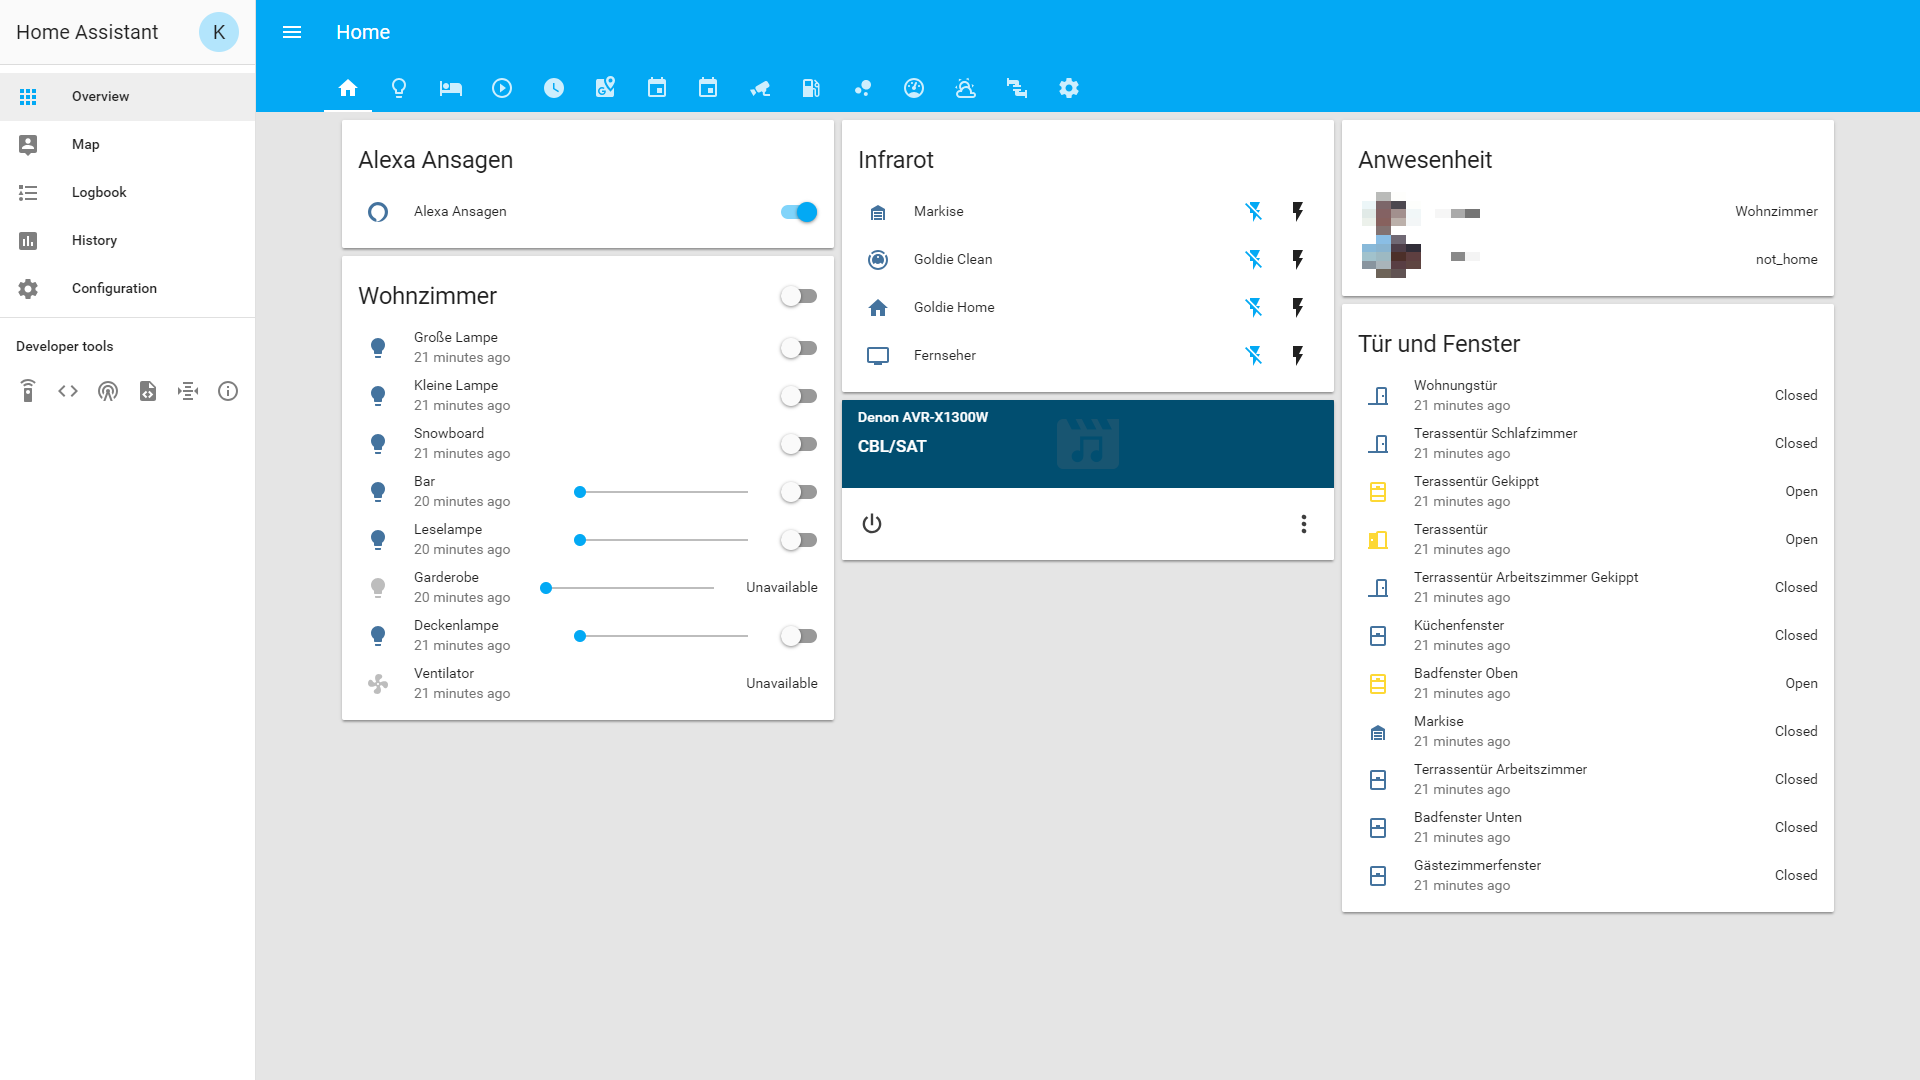 Home Assistant
K
Overview
Map
Logbook
History
Configuration
Developer tools
Home
Alexa Ansagen
Alexa Ansagen
Wohnzimmer
Große Lampe
21 minutes ago
Kleine Lampe
21 minutes ago
Snowboard
21 minutes ago
Bar
20 minutes ago
Leselampe
20 minutes ago
Garderobe
20 minutes ago
Unavailable
Deckenlampe
21 minutes ago
Ventilator
21 minutes ago
Unavailable
Infrarot
Markise
Goldie Clean
Goldie Home
Fernseher
Denon AVR-X1300W
CBL/SAT
Anwesenheit
Wohnzimmer
not_home
Tür und Fenster
Wohnungstür
21 minutes ago
Closed
Terassentür Schlafzimmer
21 minutes ago
Closed
Terassentür Gekippt
21 minutes ago
Open
Terassentür
21 minutes ago
Open
Terrassentür Arbeitszimmer Gekippt
21 minutes ago
Closed
Küchenfenster
21 minutes ago
Closed
Badfenster Oben
21 minutes ago
Open
Markise
21 minutes ago
Closed
Terrassentür Arbeitszimmer
21 minutes ago
Closed
Badfenster Unten
21 minutes ago
Closed
Gästezimmerfenster
21 minutes ago
Closed